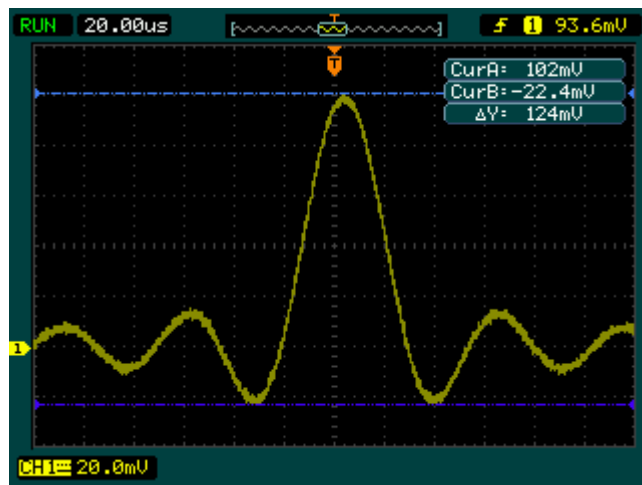 RUN 20.00us T f 1 93.6mV
T
CurA: 102mV
CurB:-22.4mV
ΔY: 124mV
1
CH1 20.0mV